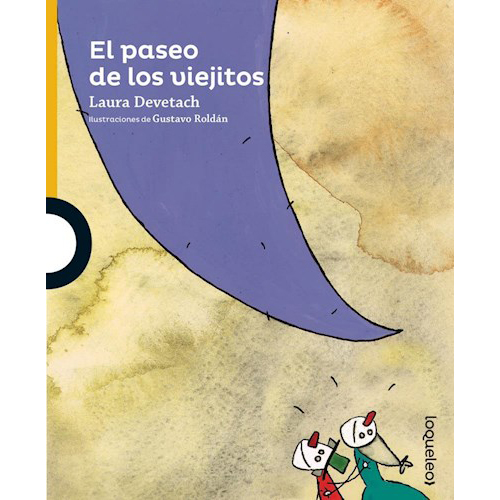 El paseo
de los viejitos
Laura Devetach
Ilustraciones de Gustavo Roldán
loqueleo